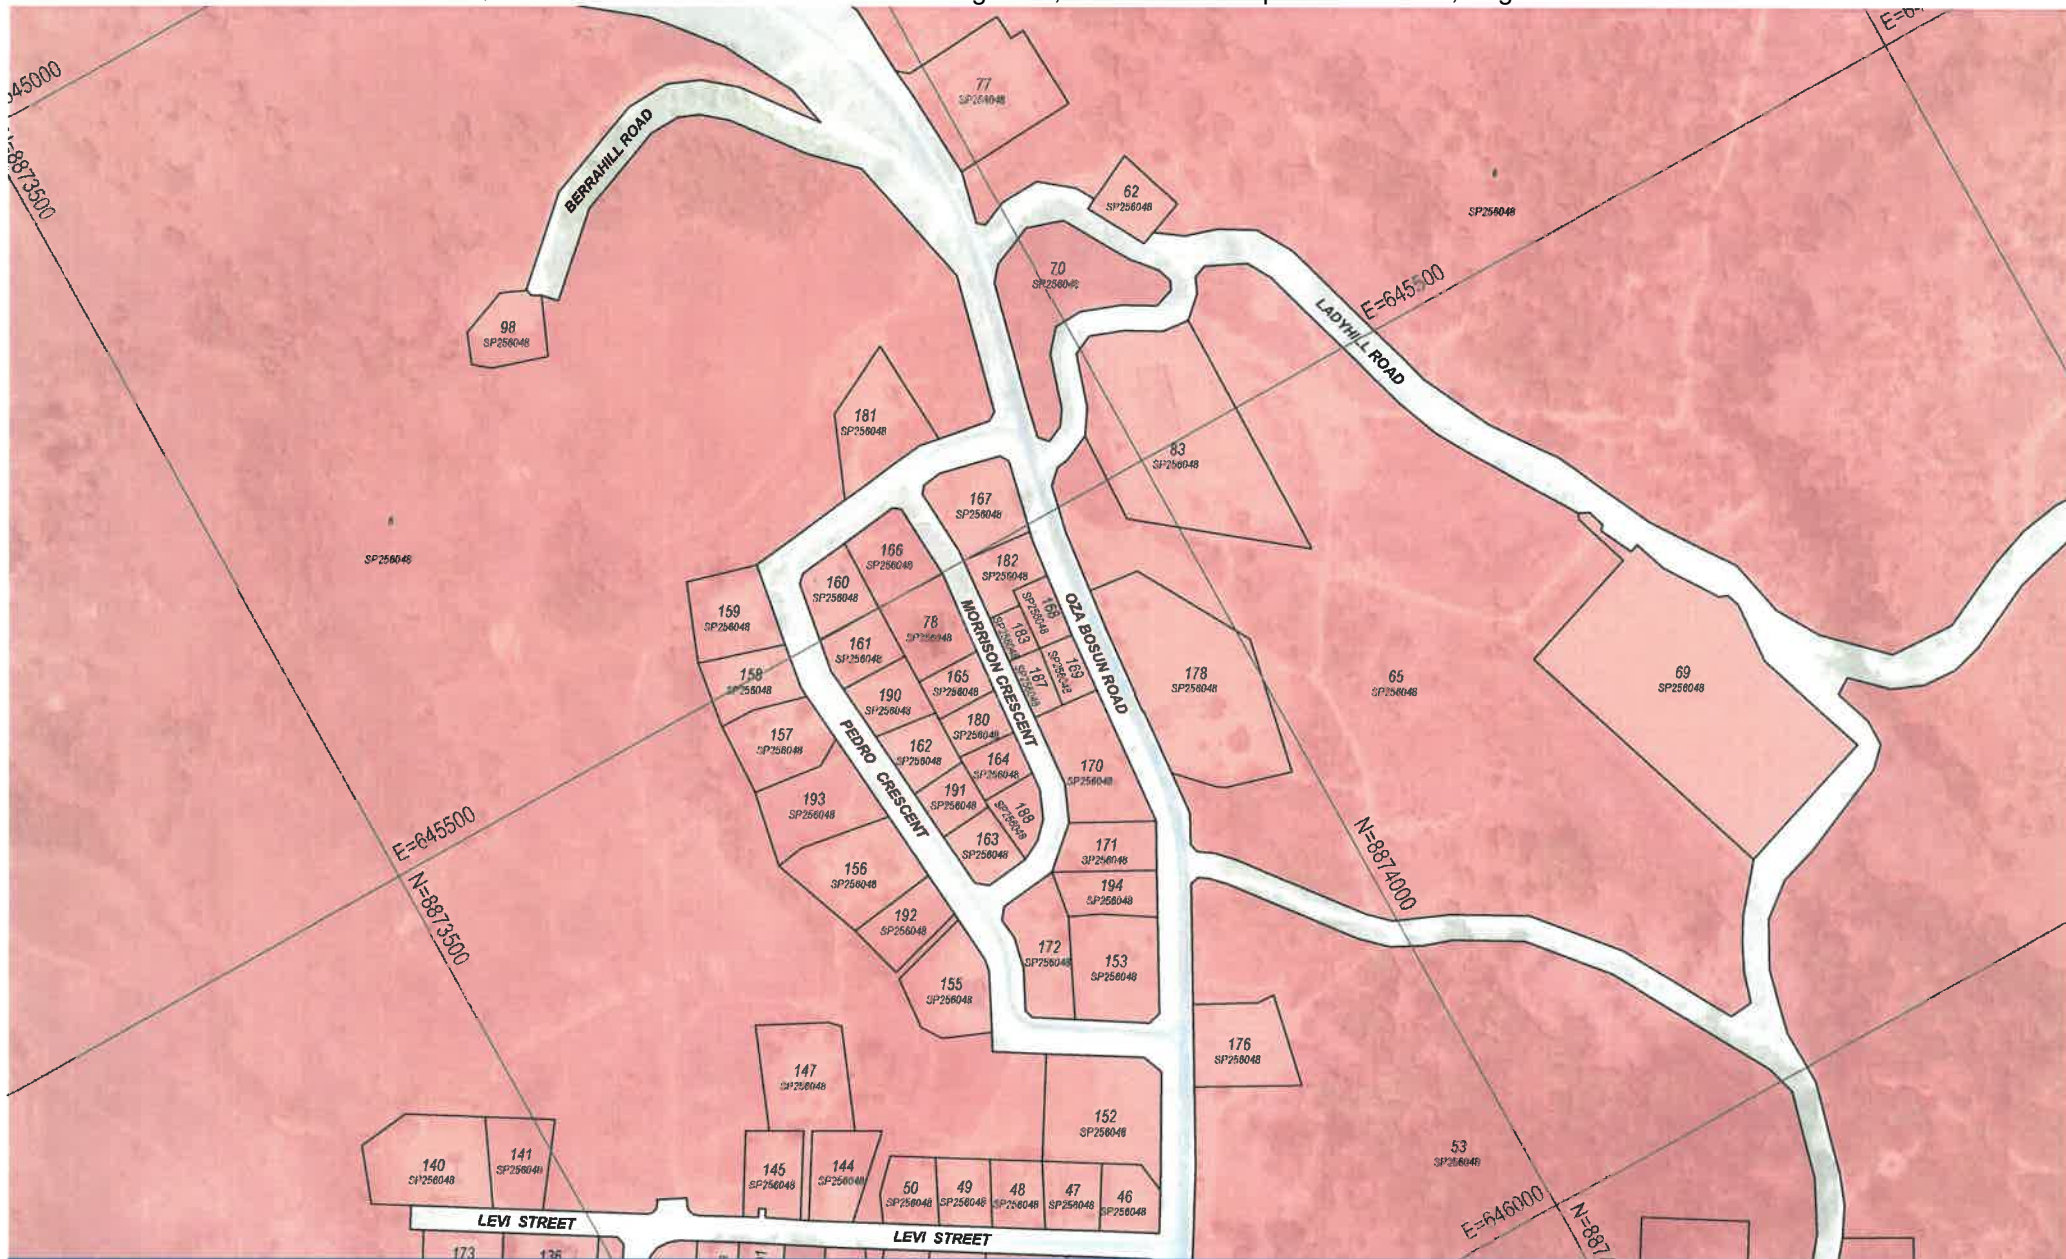 645000
N=8873500
BERRAHILL ROAD
77
SP256048
62
SP256048
SP256048
70
SP256048
E=645500
LADYHILL ROAD
98
SP256048
181
SP256048
83
SP256048
167
SP256048
SP256048
166
SP256048
182
SP256048
160
SP256048
159
SP256048
168
SP256048
OZA BOSUN ROAD
MORRISON CRESCENT
78
SP256048
183
SP256048
161
SP256048
169
SP256048
187
SP256048
158
SP256048
165
SP256048
178
SP256048
65
SP256048
69
SP256048
190
SP256048
180
SP256048
157
SP256048
PEDRO CRESCENT
162
SP256048
164
SP256048
170
SP256048
193
SP256048
191
SP256048
188
SP256048
E=645500
N=8873500
163
SP256048
171
SP256048
N=8874000
156
SP256048
194
SP256048
192
SP256048
172
SP256048
153
SP256048
155
SP256048
176
SP256048
147
SP256048
152
SP256048
53
SP256048
140
SP256048
141
SP256048
145
SP256048
144
SP256048
50
SP256048
49
SP256048
48
SP256048
47
SP256048
46
SP256048
E=646000
N=887
LEVI STREET
LEVI STREET
173
136